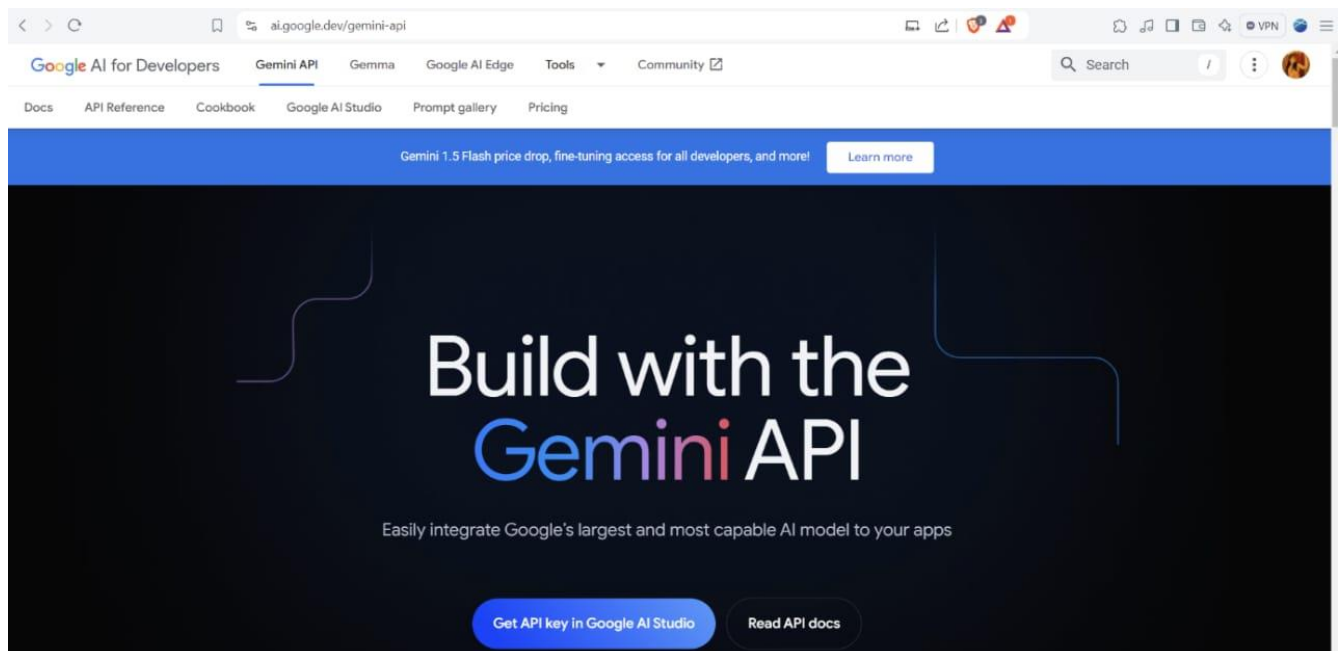 ai.google.dev/gemini-api
VPN
Google AI for Developers Gemini API Gemma Google AI Edge Tools Community Search /
Docs API Reference Cookbook Google AI Studio Prompt gallery Pricing
Gemini 1.5 Flash price drop, fine-tuning access for all developers, and more! Learn more
Build with the
Gemini API
Easily integrate Google's largest and most capable AI model to your apps
Get API key in Google AI Studio Read API docs